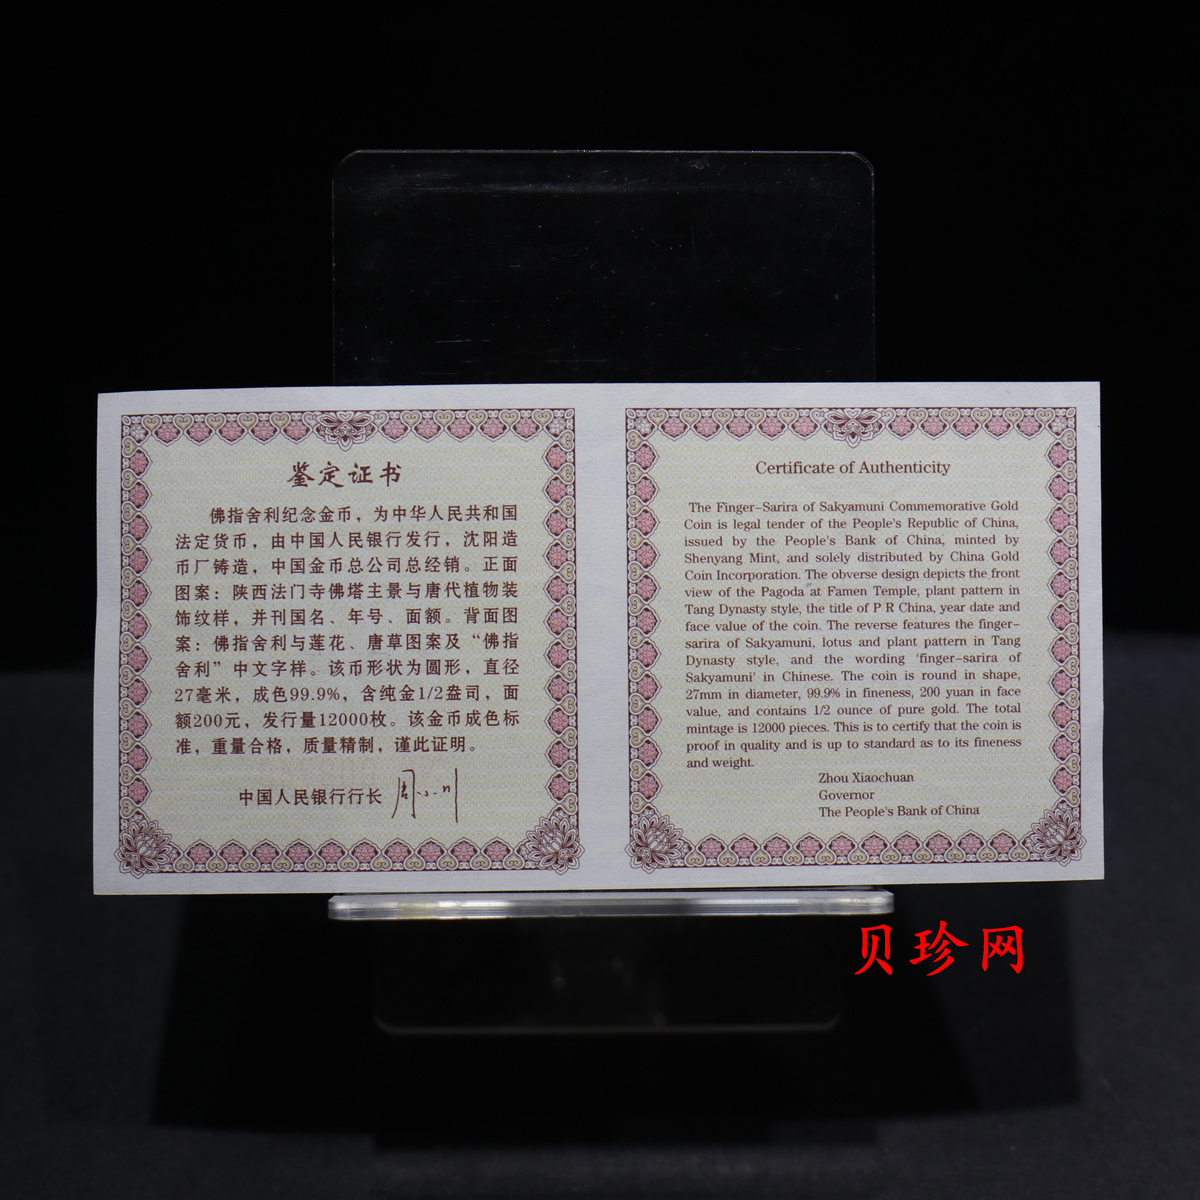 鉴定证书
佛指舍利纪念金币，为中华人民共和国
法定货币，由中国人民银行发行，沈阳造
币厂铸造，中国金币总公司总经销。正面
图案：陕西法门寺佛塔主景与唐代植物装
饰纹样，并刊国名、年号、面额。背面图
案：佛指舍利与莲花、唐草图案及“佛指
舍利”中文字样。该币形状为圆形，直径
27毫米，成色99.9%，含纯金1/2盎司，面
额200元，发行量12000枚。该金币成色标
准，重量合格，质量精制，谨此证明。
中国人民银行行长 周小川
Certificate of Authenticity
The Finger-Sarira of Sakyamuni Commemorative Gold
Coin is legal tender of the People's Republic of China,
issued by the People's Bank of China, minted by
Shenyang Mint, and solely distributed by China Gold
Coin Incorporation. The obverse design depicts the front
view of the Pagoda at Famen Temple, plant pattern in
Tang Dynasty style, the title of P R China, year date and
face value of the coin. The reverse features the finger-
sarira of Sakyamuni, lotus and plant pattern in Tang
Dynasty style, and the wording 'finger-sarira of
Sakyamuni' in Chinese. The coin is round in shape,
27mm in diameter, 99.9% in fineness, 200 yuan in face
value, and contains 1/2 ounce of pure gold. The total
mintage is 12000 pieces. This is to certify that the coin is
proof in quality and is up to standard as to its fineness
and weight.
Zhou Xiaochuan
Governor
The People's Bank of China
贝珍网